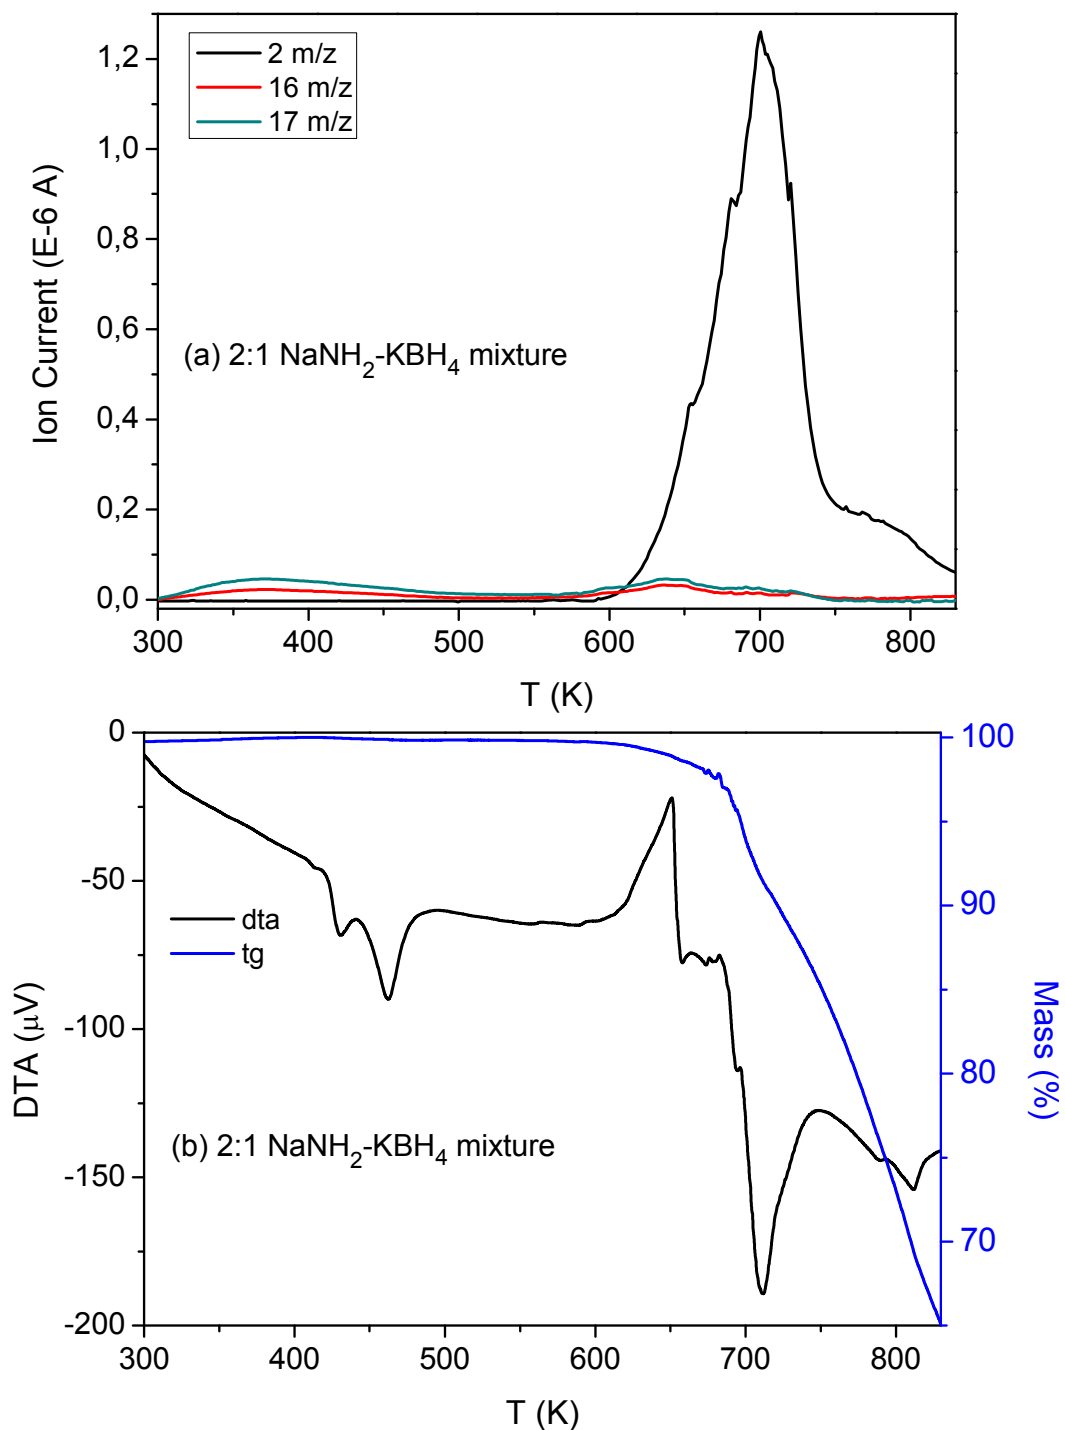 1,2
1,0
0,8
0,6
0,4
0,2
0,0
Ion Current (E-6 A)
2 m/z
16 m/z
17 m/z
(a) 2:1 NaNH2-KBH4 mixture
300 400 500 600 700 800
T (K)
0
-50
-100
-150
-200
DTA (μV)
dta
tg
(b) 2:1 NaNH2-KBH4 mixture
100
90
80
70
Mass (%)
300 400 500 600 700 800
T (K)